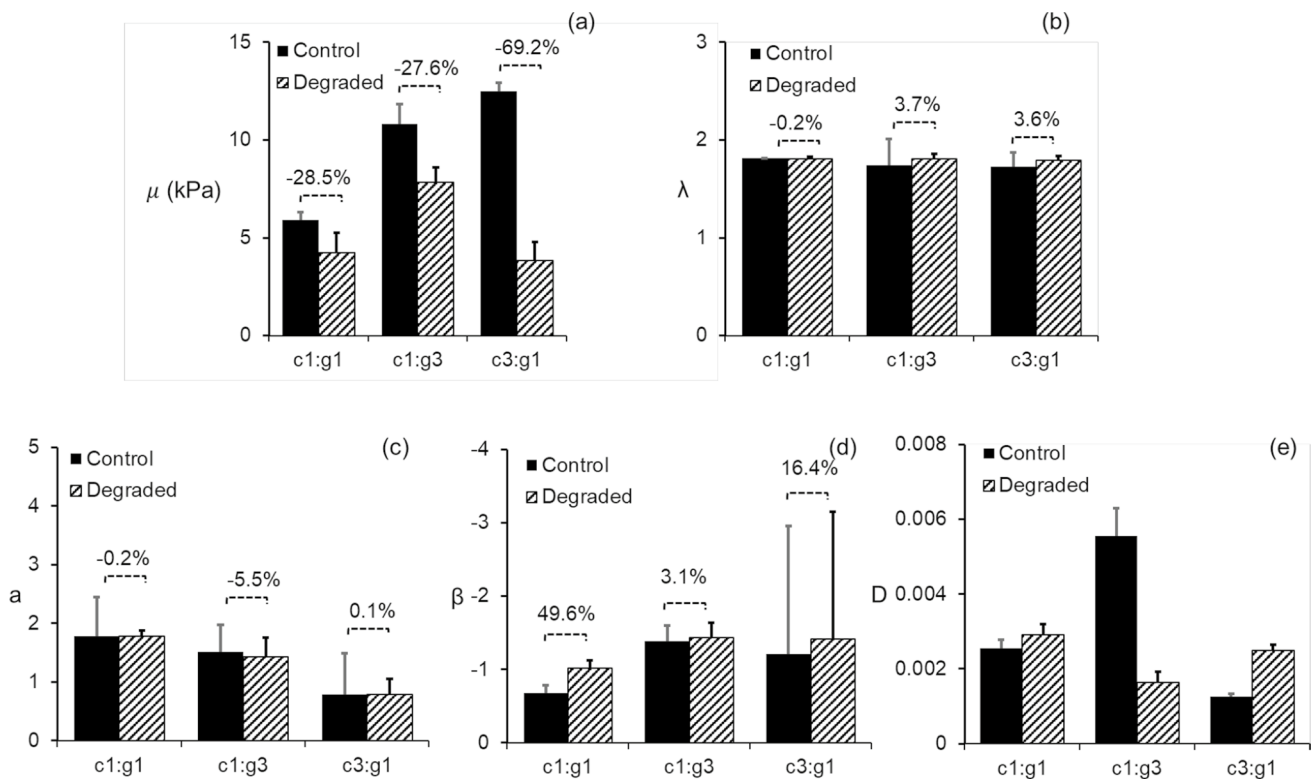 (a)
15
10
5
0
μ (kPa)
Control
Degraded
-28.5%
-27.6%
-69.2%
c1:g1
c1:g3
c3:g1
(b)
3
2
1
0
λ
Control
Degraded
-0.2%
3.7%
3.6%
c1:g1
c1:g3
c3:g1
(c)
5
4
3
2
1
0
a
Control
Degraded
-0.2%
-5.5%
0.1%
c1:g1
c1:g3
c3:g1
(d)
-4
-3
-2
-1
0
β
Control
Degraded
49.6%
3.1%
16.4%
c1:g1
c1:g3
c3:g1
(e)
0.008
0.006
0.004
0.002
0
D
Control
Degraded
c1:g1
c1:g3
c3:g1